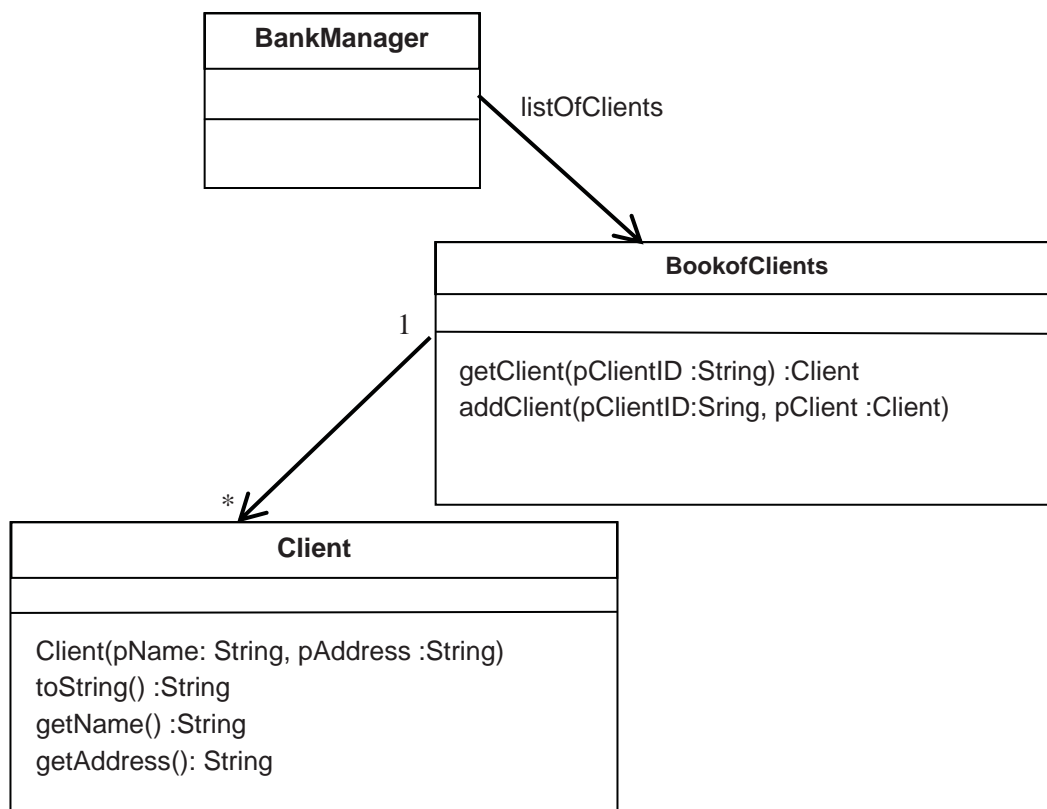 BankManager
listOfClients
BookofClients
1
getClient(pClientID :String) :Client
addClient(pClientID:Sring, pClient :Client)
*
Client
Client(pName: String, pAddress :String)
toString() :String
getName() :String
getAddress(): String